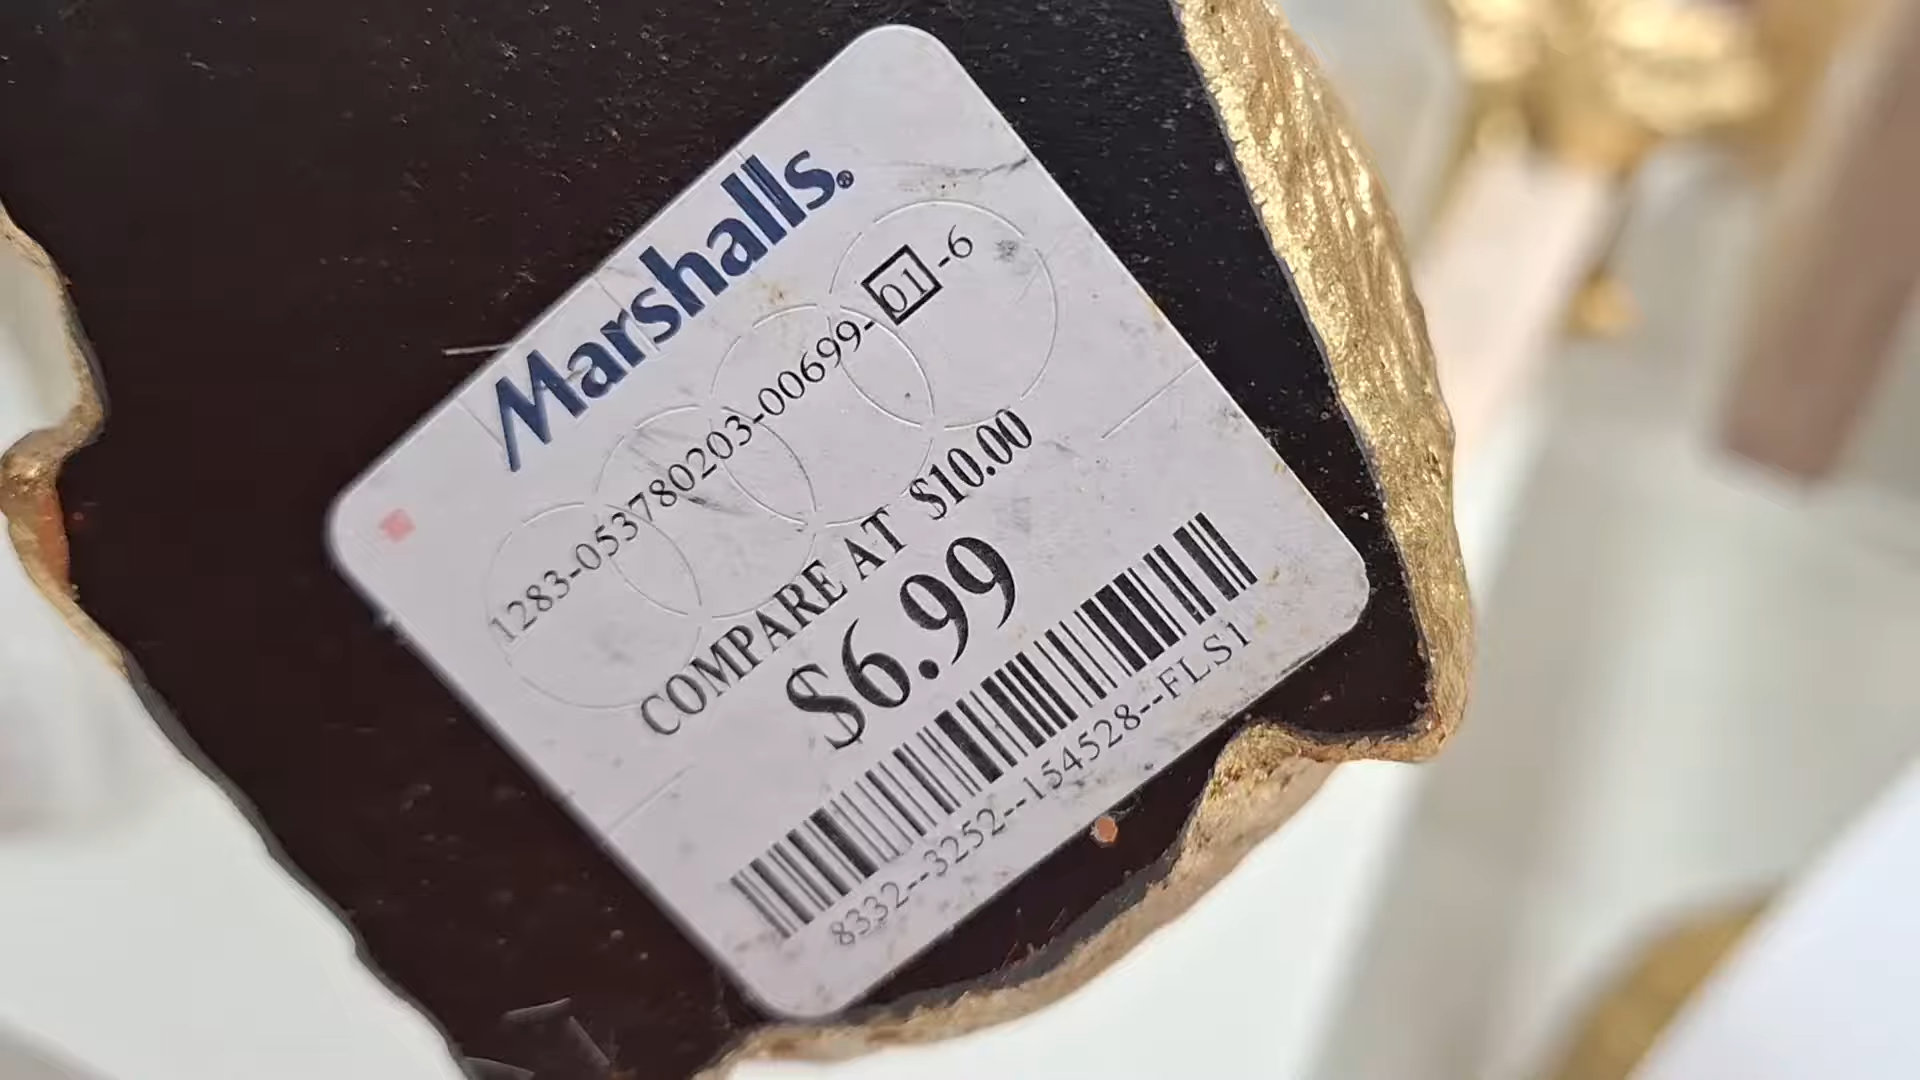 Marshalls®
1283-053780203-00699-01-6
COMPARE AT $10.00
$6.99
8332--3252--154528--FLS1